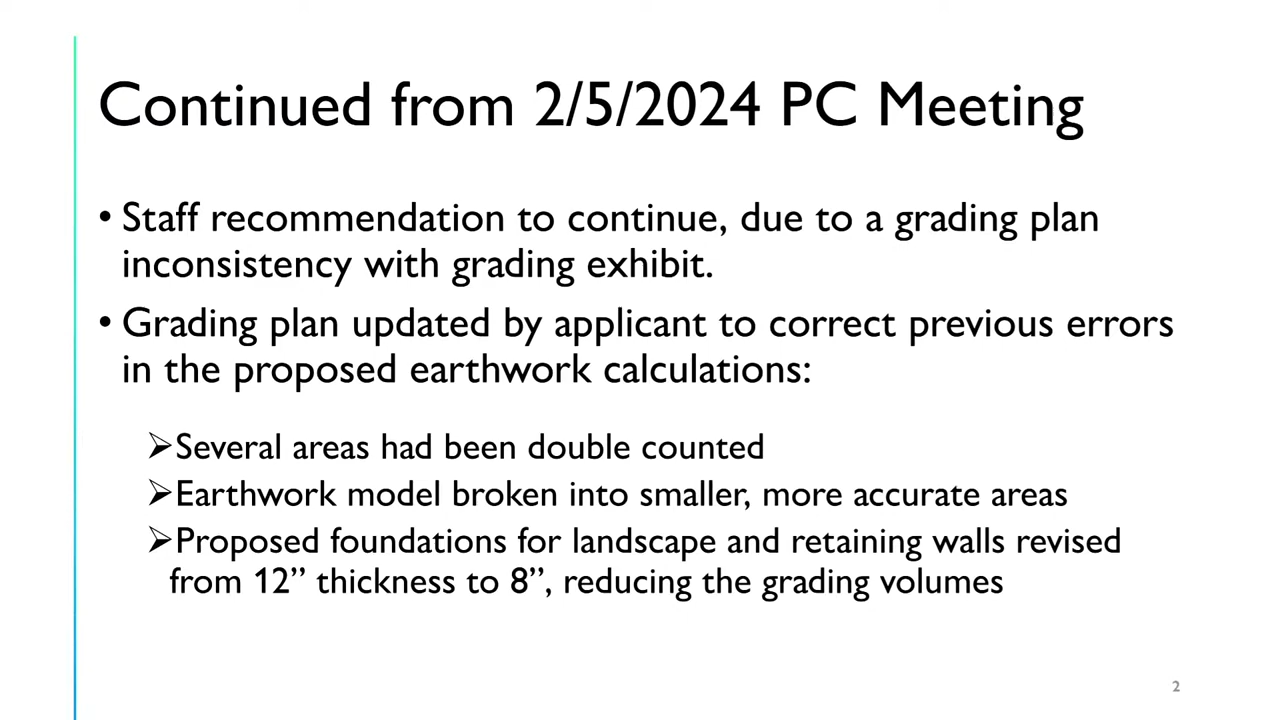 Continued from 2/5/2024 PC Meeting
• Staff recommendation to continue, due to a grading plan
inconsistency with grading exhibit.
• Grading plan updated by applicant to correct previous errors
in the proposed earthwork calculations:
➢Several areas had been double counted
➢Earthwork model broken into smaller, more accurate areas
➢Proposed foundations for landscape and retaining walls revised
from 12” thickness to 8”, reducing the grading volumes
2